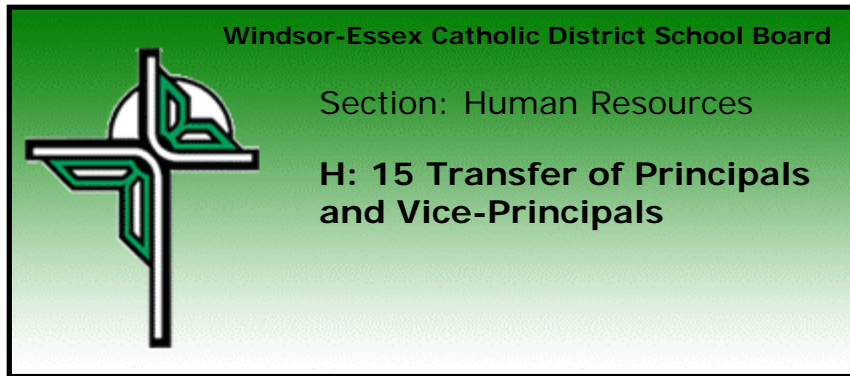 Windsor-Essex Catholic District School Board
Section: Human Resources
H: 15 Transfer of Principals
and Vice-Principals